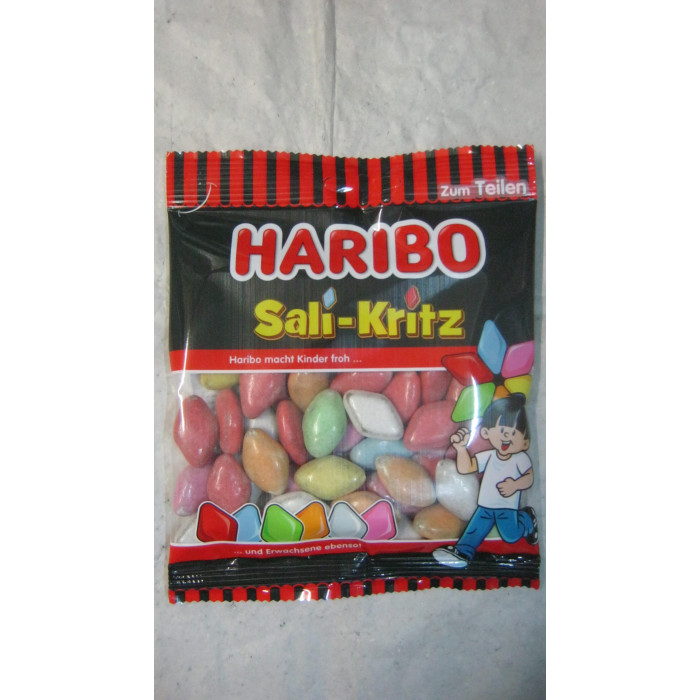 Zum Teilen
HARIBO
Sali-Kritz
Haribo macht Kinder froh ...
... und Erwachsene ebenso!